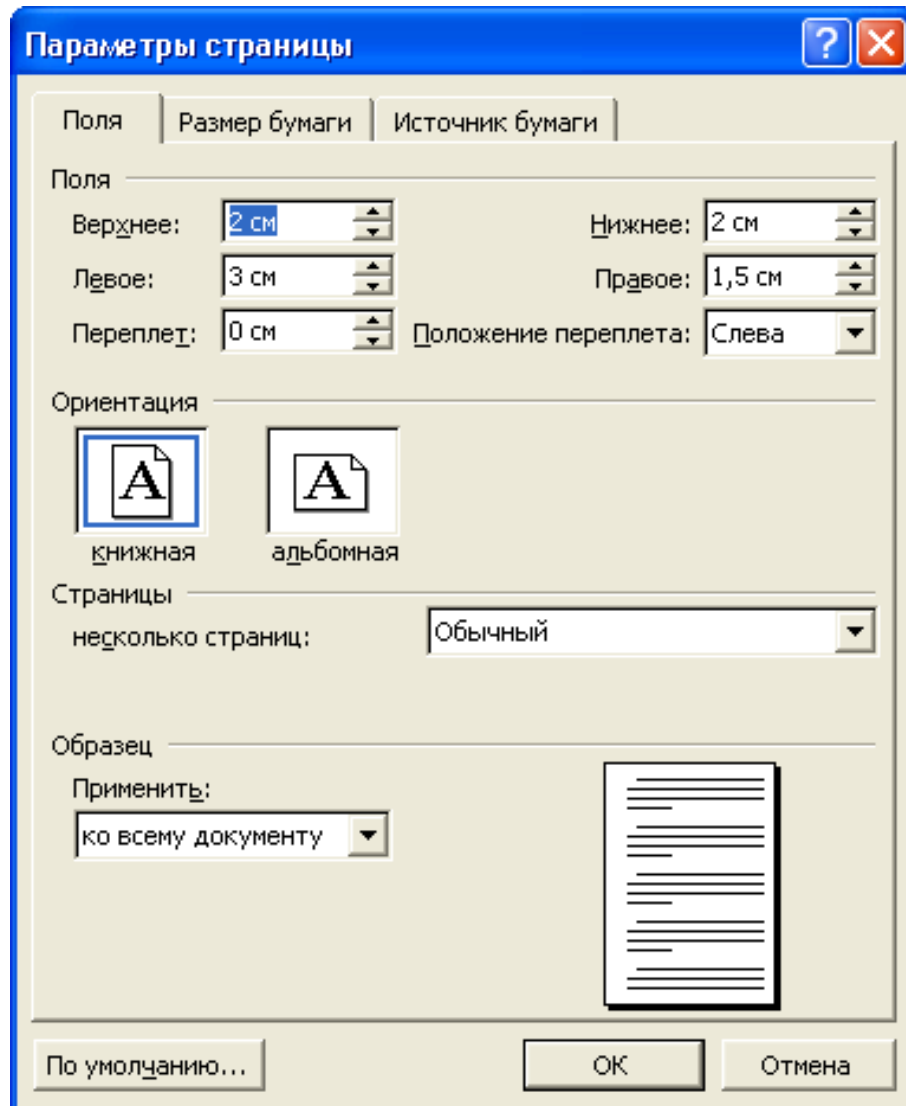 Параметры страницы
Поля Размер бумаги Источник бумаги
Поля
Верхнее: 2 см Нижнее: 2 см
Левое: 3 см Правое: 1,5 см
Переплет: 0 см Положение переплета: Слева
Ориентация
А А
книжная альбомная
Страницы
несколько страниц: Обычный
Образец
Применить:
ко всему документу
По умолчанию... ОК Отмена